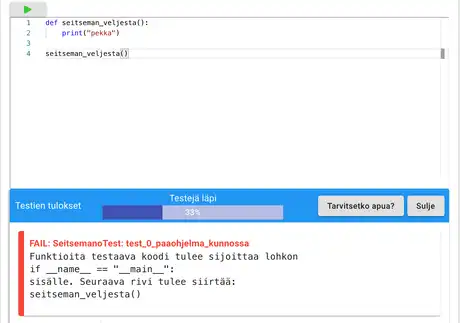 1 def seitseman_veljesta():
2 print("pekka")
3
4 seitseman_veljesta()
Testien tulokset
Testejä läpi
33%
Tarvitsetko apua?
Sulje
FAIL: SeitsemanoTest: test_0_paaohjelma_kunnossa
Funktioita testaava koodi tulee sijoittaa lohkon
if __name__ == "__main__":
sisälle. Seuraava rivi tulee siirtää:
seitseman_veljesta()